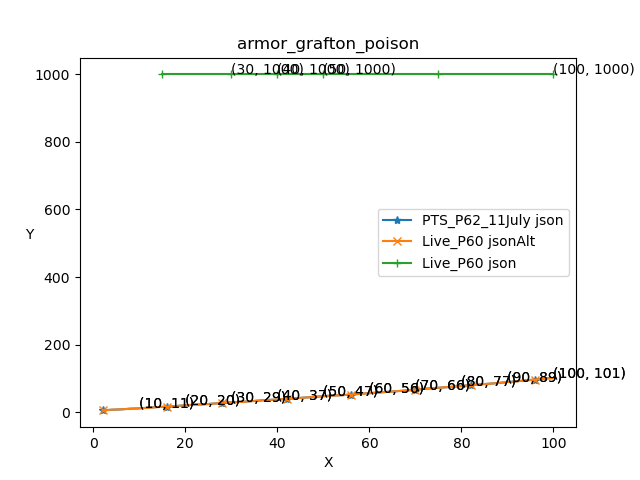 armor_grafton_poison
1000
(30, 1000)
(40, 1000)
(50, 1000)
(100, 1000)
800
600
PTS_P62_11July json
Live_P60 jsonAlt
Live_P60 json
Y
400
200
(10, 11)
(20, 20)
(30, 29)
(40, 37)
(50, 47)
(60, 56)
(70, 66)
(80, 77)
(90, 89)
(100, 101)
0
0 20 40 60 80 100
X